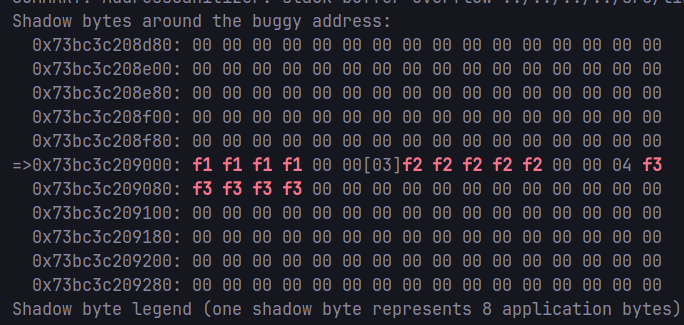 Shadow bytes around the buggy address:
  0x73bc3c208d80: 00 00 00 00 00 00 00 00 00 00 00 00 00 00 00 00
  0x73bc3c208e00: 00 00 00 00 00 00 00 00 00 00 00 00 00 00 00 00
  0x73bc3c208e80: 00 00 00 00 00 00 00 00 00 00 00 00 00 00 00 00
  0x73bc3c208f00: 00 00 00 00 00 00 00 00 00 00 00 00 00 00 00 00
  0x73bc3c208f80: 00 00 00 00 00 00 00 00 00 00 00 00 00 00 00 00
=>0x73bc3c209000: f1 f1 f1 f1 00 00[03]f2 f2 f2 f2 f2 00 00 04 f3
  0x73bc3c209080: f3 f3 f3 f3 00 00 00 00 00 00 00 00 00 00 00 00
  0x73bc3c209100: 00 00 00 00 00 00 00 00 00 00 00 00 00 00 00 00
  0x73bc3c209180: 00 00 00 00 00 00 00 00 00 00 00 00 00 00 00 00
  0x73bc3c209200: 00 00 00 00 00 00 00 00 00 00 00 00 00 00 00 00
  0x73bc3c209280: 00 00 00 00 00 00 00 00 00 00 00 00 00 00 00 00
Shadow byte legend (one shadow byte represents 8 application bytes)